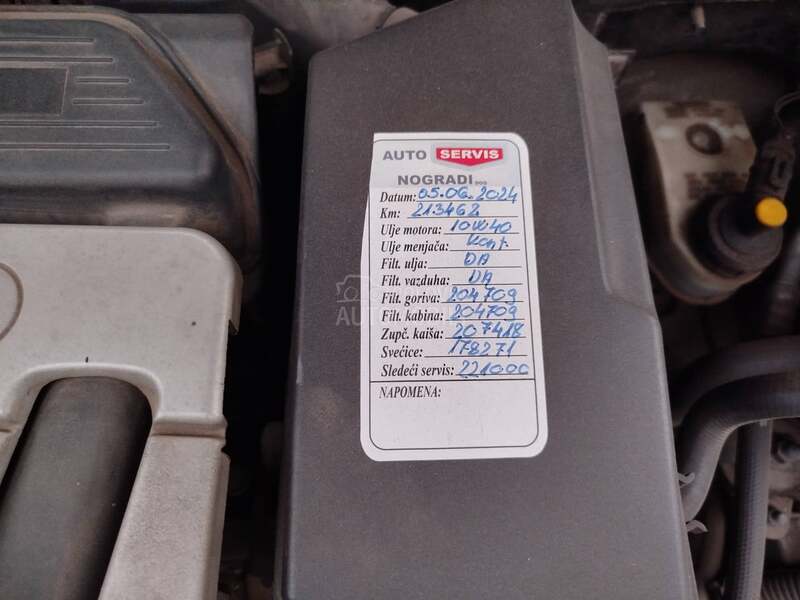 AUTO SERVIS
NOGRADI...
Datum: 05.06.2024
Km: 213462
Ulje motora: 10W40
Ulje menjača: Kont.
Filt. ulja: DA
Filt. vazduha: DA
Filt. goriva: 204709
Filt. kabina: 204709
Zupč. kaiša: 207418
Svećice: 178271
Sledeći servis: 221000
NAPOMENA: